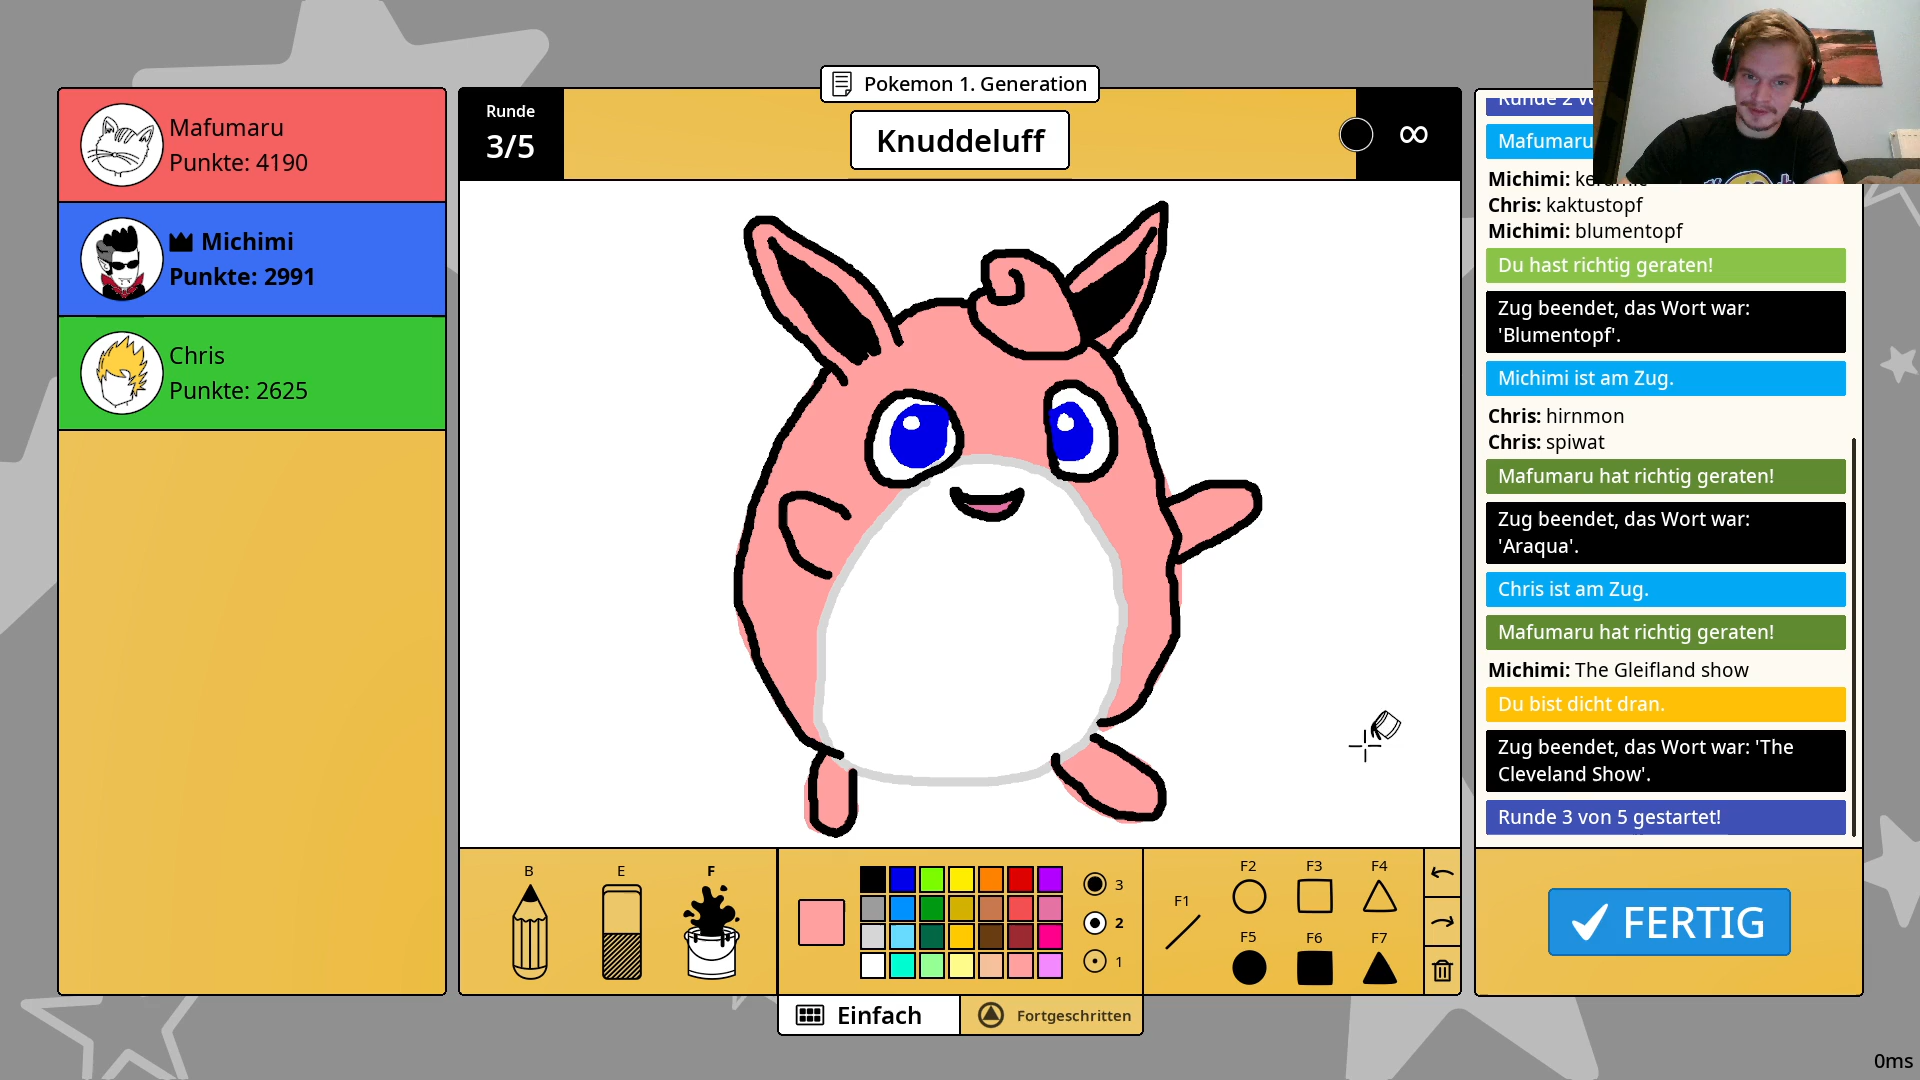 Pokemon 1. Generation
Knuddeluff
Runde
3/5
∞
Mafumaru
Punkte: 4190
Michimi
Punkte: 2991
Chris
Punkte: 2625
Mafumaru
Michimi:
Chris: kaktustopf
Michimi: blumentopf
Du hast richtig geraten!
Zug beendet, das Wort war:
'Blumentopf'.
Michimi ist am Zug.
Chris: hirnmon
Chris: spiwat
Mafumaru hat richtig geraten!
Zug beendet, das Wort war:
'Araqua'.
Chris ist am Zug.
Mafumaru hat richtig geraten!
Michimi: The Gleifland show
Du bist dicht dran.
Zug beendet, das Wort war: 'The
Cleveland Show'.
Runde 3 von 5 gestartet!
B
E
F
3
2
1
F1
F2
F3
F4
F5
F6
F7
FERTIG
Einfach
Fortgeschritten
0ms